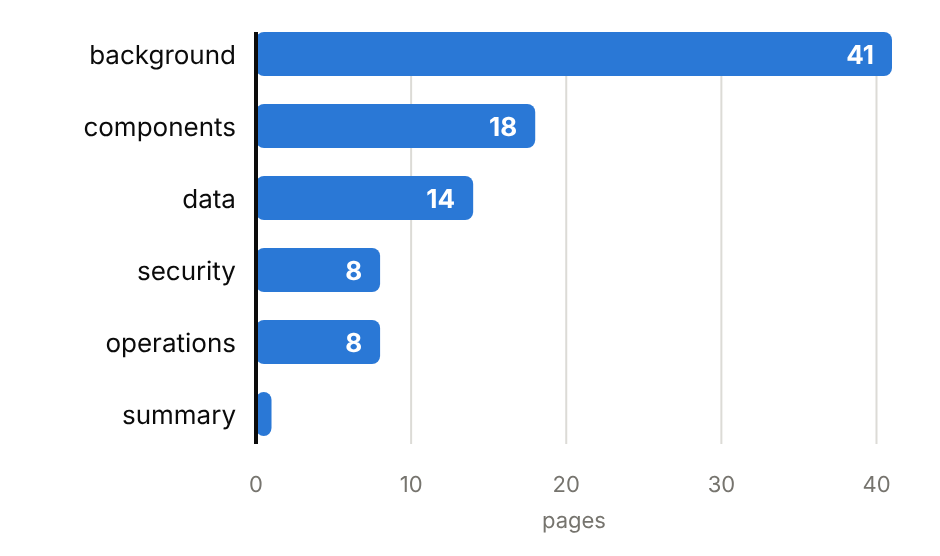 background 41
components 18
data 14
security 8
operations 8
summary
0 10 20 30 40
pages